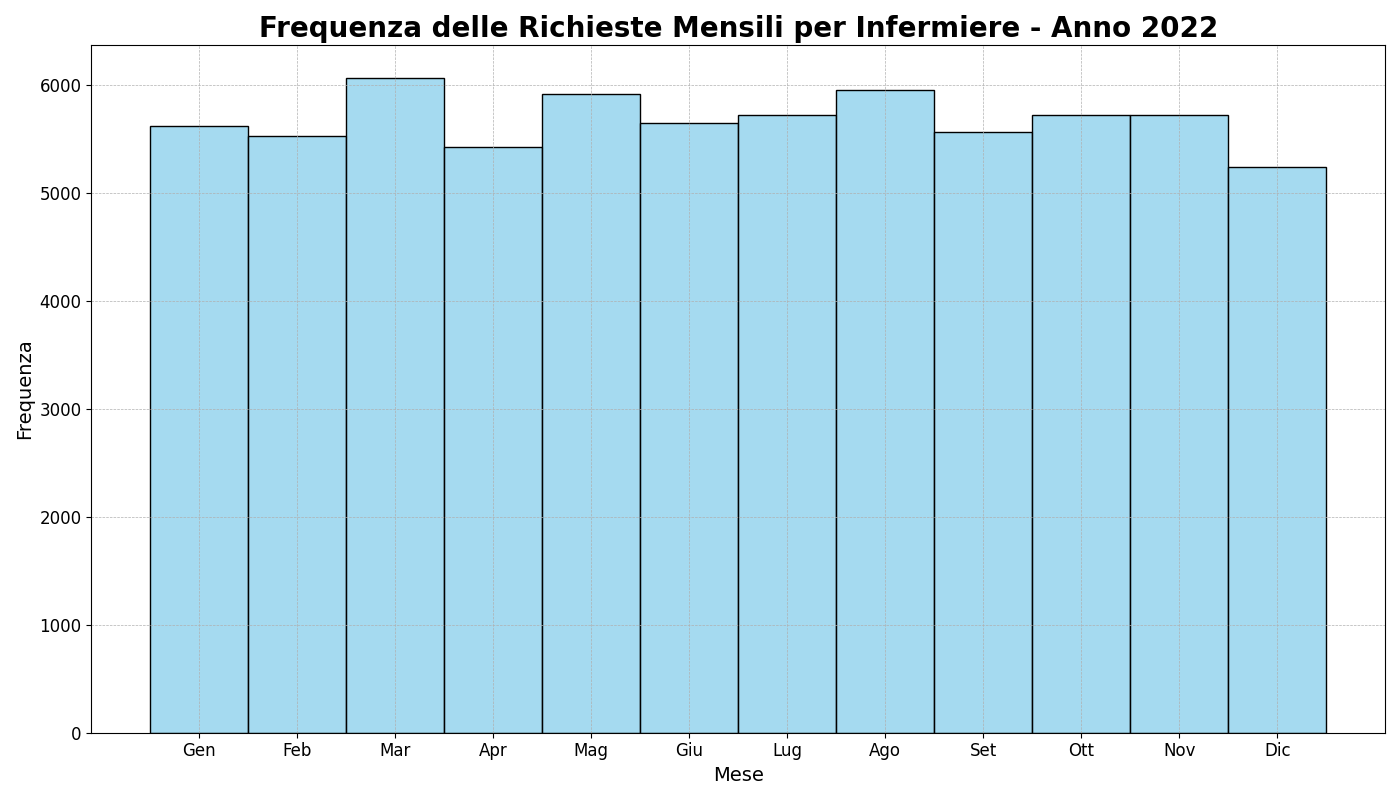 Frequenza delle Richieste Mensili per Infermiere - Anno 2022
Frequenza
6000
5000
4000
3000
2000
1000
0
Gen Feb Mar Apr Mag Giu Lug Ago Set Ott Nov Dic
Mese